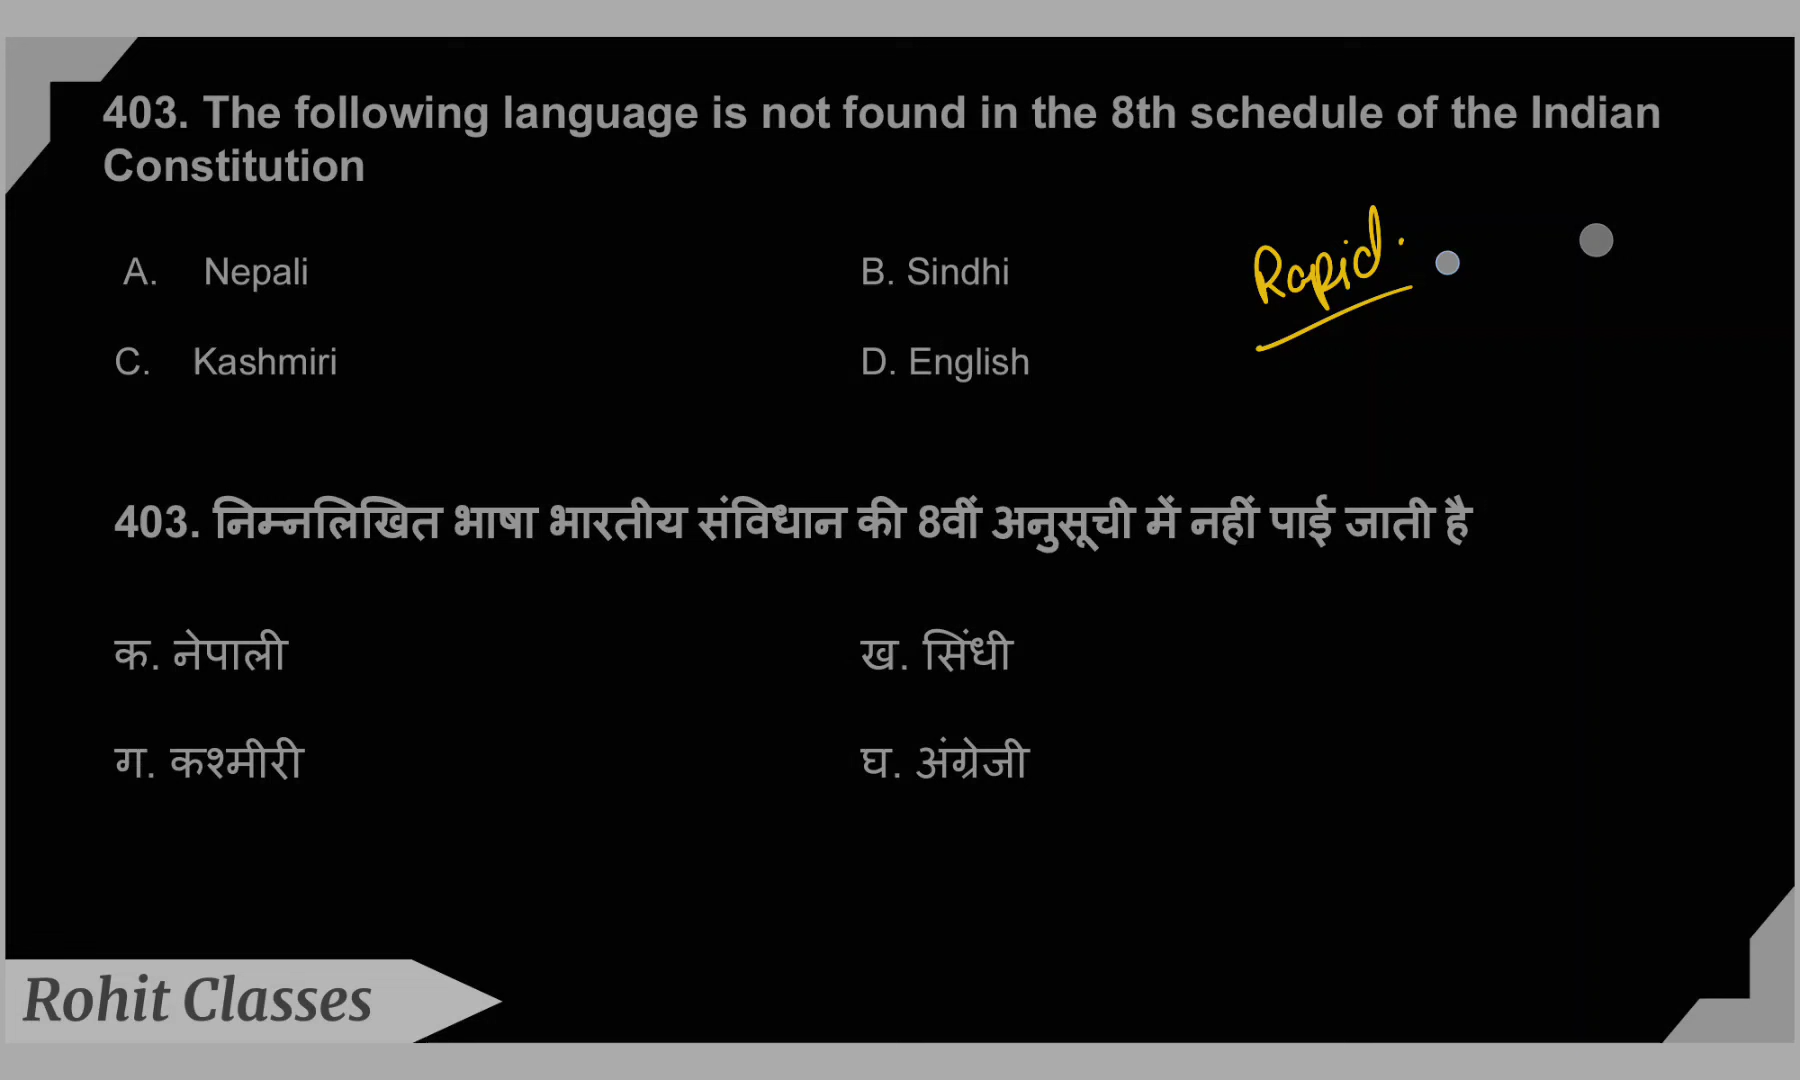 403. The following language is not found in the 8th schedule of the Indian
Constitution
A. Nepali
B. Sindhi
Rapid.
C. Kashmiri
D. English
403. निम्नलिखित भाषा भारतीय संविधान की 8वीं अनुसूची में नहीं पाई जाती है
क. नेपाली
ख. सिंधी
ग. कश्मीरी
घ. अंग्रेजी
Rohit Classes